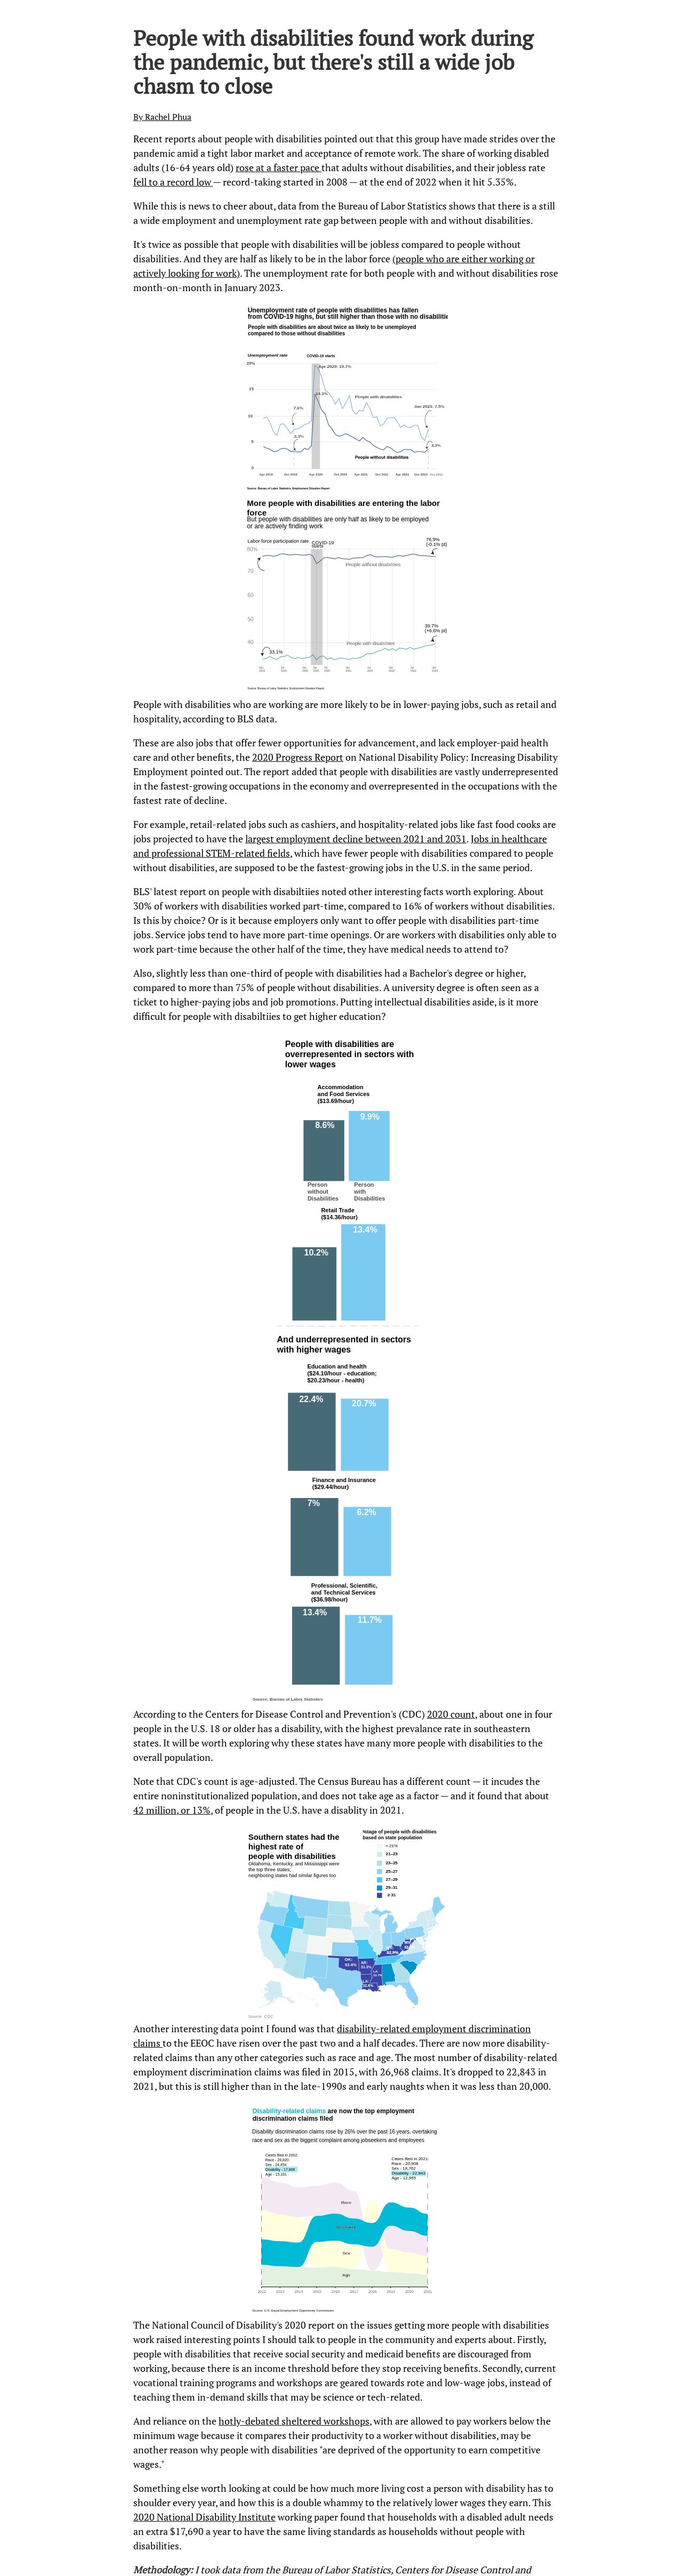 People with disabilities found work during
the pandemic, but there's still a wide job
chasm to close
By Rachel Phua
Recent reports about people with disabilities pointed out that this group have made strides over the
pandemic amid a tight labor market and acceptance of remote work. The share of working disabled
adults (16-64 years old) rose at a faster pace that adults without disabilities, and their jobless rate
fell to a record low — record-taking started in 2008 — at the end of 2022 when it hit 5.35%.
While this is news to cheer about, data from the Bureau of Labor Statistics shows that there is a still
a wide employment and unemployment rate gap between people with and without disabilities.
It's twice as possible that people with disabilities will be jobless compared to people without
disabilities. And they are half as likely to be in the labor force (people who are either working or
actively looking for work). The unemployment rate for both people with and without disabilities rose
month-on-month in January 2023.
Unemployment rate of people with disabilities has fallen
from COVID-19 highs, but still higher than those with no disabilitie
People with disabilities are about twice as likely to be unemployed
compared to those without disabilities
Unemployment rate
COVID-19 starts
20%
Apr 2020: 19.7%
15
People with disabilities
10
7.6%
5
People without disabilities
0
Source: Bureau of Labor Statistics, Employment Situation Report
More people with disabilities are entering the labor
force
But people with disabilities are only half as likely to be employed
or are actively finding work
Labor force participation rate
COVID-19
starts
76.9%
(-0.1% pt)
80%
People without disabilities
70
60
50
39.7%
(+6.6% pt)
40
People with disabilities
33.1%
People with disabilities who are working are more likely to be in lower-paying jobs, such as retail and
hospitality, according to BLS data.
These are also jobs that offer fewer opportunities for advancement, and lack employer-paid health
care and other benefits, the 2020 Progress Report on National Disability Policy: Increasing Disability
Employment pointed out. The report added that people with disabilities are vastly underrepresented
in the fastest-growing occupations in the economy and overrepresented in the occupations with the
fastest rate of decline.
For example, retail-related jobs such as cashiers, and hospitality-related jobs like fast food cooks are
jobs projected to have the largest employment decline between 2021 and 2031. Jobs in healthcare
and professional STEM-related fields, which have fewer people with disabilities compared to people
without disabilities, are supposed to be the fastest-growing jobs in the U.S. in the same period.
BLS' latest report on people with disabiltiies noted other interesting facts worth exploring. About
30% of workers with disabilities worked part-time, compared to 16% of workers without disabilities.
Is this by choice? Or is it because employers only want to offer people with disabilities part-time
jobs. Service jobs tend to have more part-time openings. Or are workers with disabilities only able to
work part-time because the other half of the time, they have medical needs to attend to?
Also, slightly less than one-third of people with disabilities had a Bachelor's degree or higher,
compared to more than 75% of people without disabilities. A university degree is often seen as a
ticket to higher-paying jobs and job promotions. Putting intellectual disabilities aside, is it more
difficult for people with disabiltiies to get higher education?
People with disabilities are
overrepresented in sectors with
lower wages
Accommodation
and Food Services
($13.69/hour)
8.6%
9.9%
Person
without
Disabilities
Person
with
Disabilities
Retail Trade
($14.36/hour)
10.2%
13.4%
And underrepresented in sectors
with higher wages
Education and health
($24.10/hour - education;
$20.23/hour - health)
22.4%
20.7%
Finance and Insurance
($29.44/hour)
7%
6.2%
Professional, Scientific,
and Technical Services
($36.98/hour)
13.4%
11.7%
Source: Bureau of Labor Statistics
According to the Centers for Disease Control and Prevention's (CDC) 2020 count, about one in four
people in the U.S. 18 or older has a disability, with the highest prevalance rate in southeastern
states. It will be worth exploring why these states have many more people with disabilities to the
overall population.
Note that CDC's count is age-adjusted. The Census Bureau has a different count — it incudes the
entire noninstitutionalized population, and does not take age as a factor — and it found that about
42 million, or 13%, of people in the U.S. have a disablity in 2021.
Southern states had the
highest rate of
people with disabilities
Oklahoma, Kentucky, and Mississippi were
the top three states;
neighboring states had similar figures too
%tage of people with disabilities
based on state population
< 21%
21–23
23–25
25–27
27–29
29–31
≥ 31
Source: CDC
Another interesting data point I found was that disability-related employment discrimination
claims to the EEOC have risen over the past two and a half decades. There are now more disability-
related claims than any other categories such as race and age. The most number of disability-related
employment discrimination claims was filed in 2015, with 26,968 claims. It's dropped to 22,843 in
2021, but this is still higher than in the late-1990s and early naughts when it was less than 20,000.
Disability-related claims are now the top employment
discrimination claims filed
Disability discrimination claims rose by 26% over the past 16 years, overtaking
race and sex as the biggest complaint among jobseekers and employees
Race
Sex
Age
Source: U.S. Equal Employment Opportunity Commission
The National Council of Disability's 2020 report on the issues getting more people with disabilities
work raised interesting points I should talk to people in the community and experts about. Firstly,
people with disabilities that receive social security and medicaid benefits are discouraged from
working, because there is an income threshold before they stop receiving benefits. Secondly, current
vocational training programs and workshops are geared towards rote and low-wage jobs, instead of
teaching them in-demand skills that may be science or tech-related.
And reliance on the hotly-debated sheltered workshops, with are allowed to pay workers below the
minimum wage because it compares their productivity to a worker without disabilities, may be
another reason why people with disabilities "are deprived of the opportunity to earn competitive
wages."
Something else worth looking at could be how much more living cost a person with disability has to
shoulder every year, and how this is a double whammy to the relatively lower wages they earn. This
2020 National Disability Institute working paper found that households with a disabled adult needs
an extra $17,690 a year to have the same living standards as households without people with
disabilities.
Methodology: I took data from the Bureau of Labor Statistics, Centers for Disease Control and